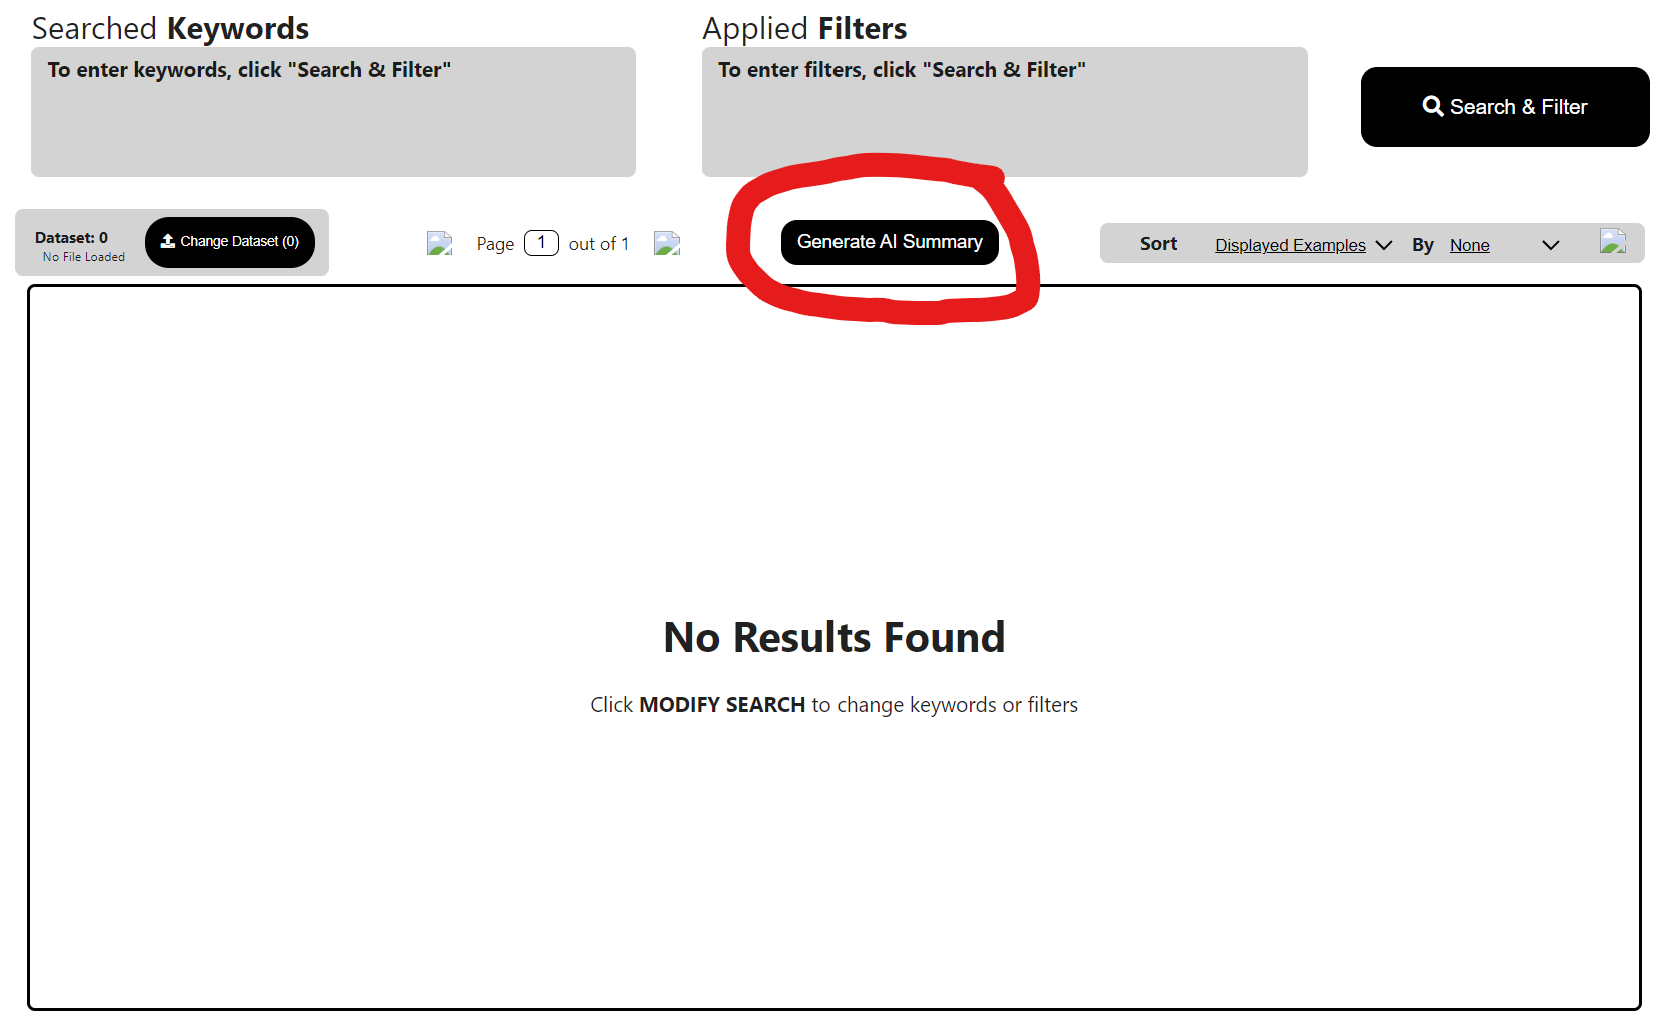 Searched Keywords
To enter keywords, click "Search & Filter"
Applied Filters
To enter filters, click "Search & Filter"
Search & Filter
Dataset: 0
No File Loaded
Change Dataset (0)
Page 1 out of 1
Generate AI Summary
Sort Displayed Examples By None
No Results Found
Click MODIFY SEARCH to change keywords or filters